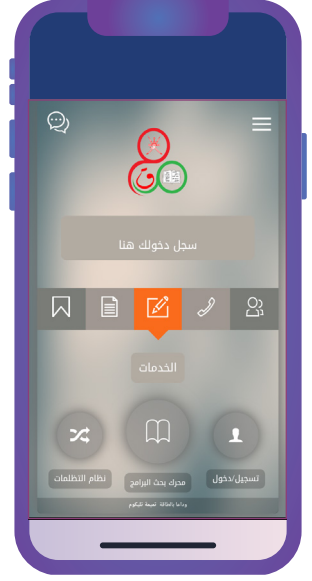 ق
سجل دخولك هنا
الخدمات
تسجيل/دخول
محرك بحث البرامج
نظام التظلمات